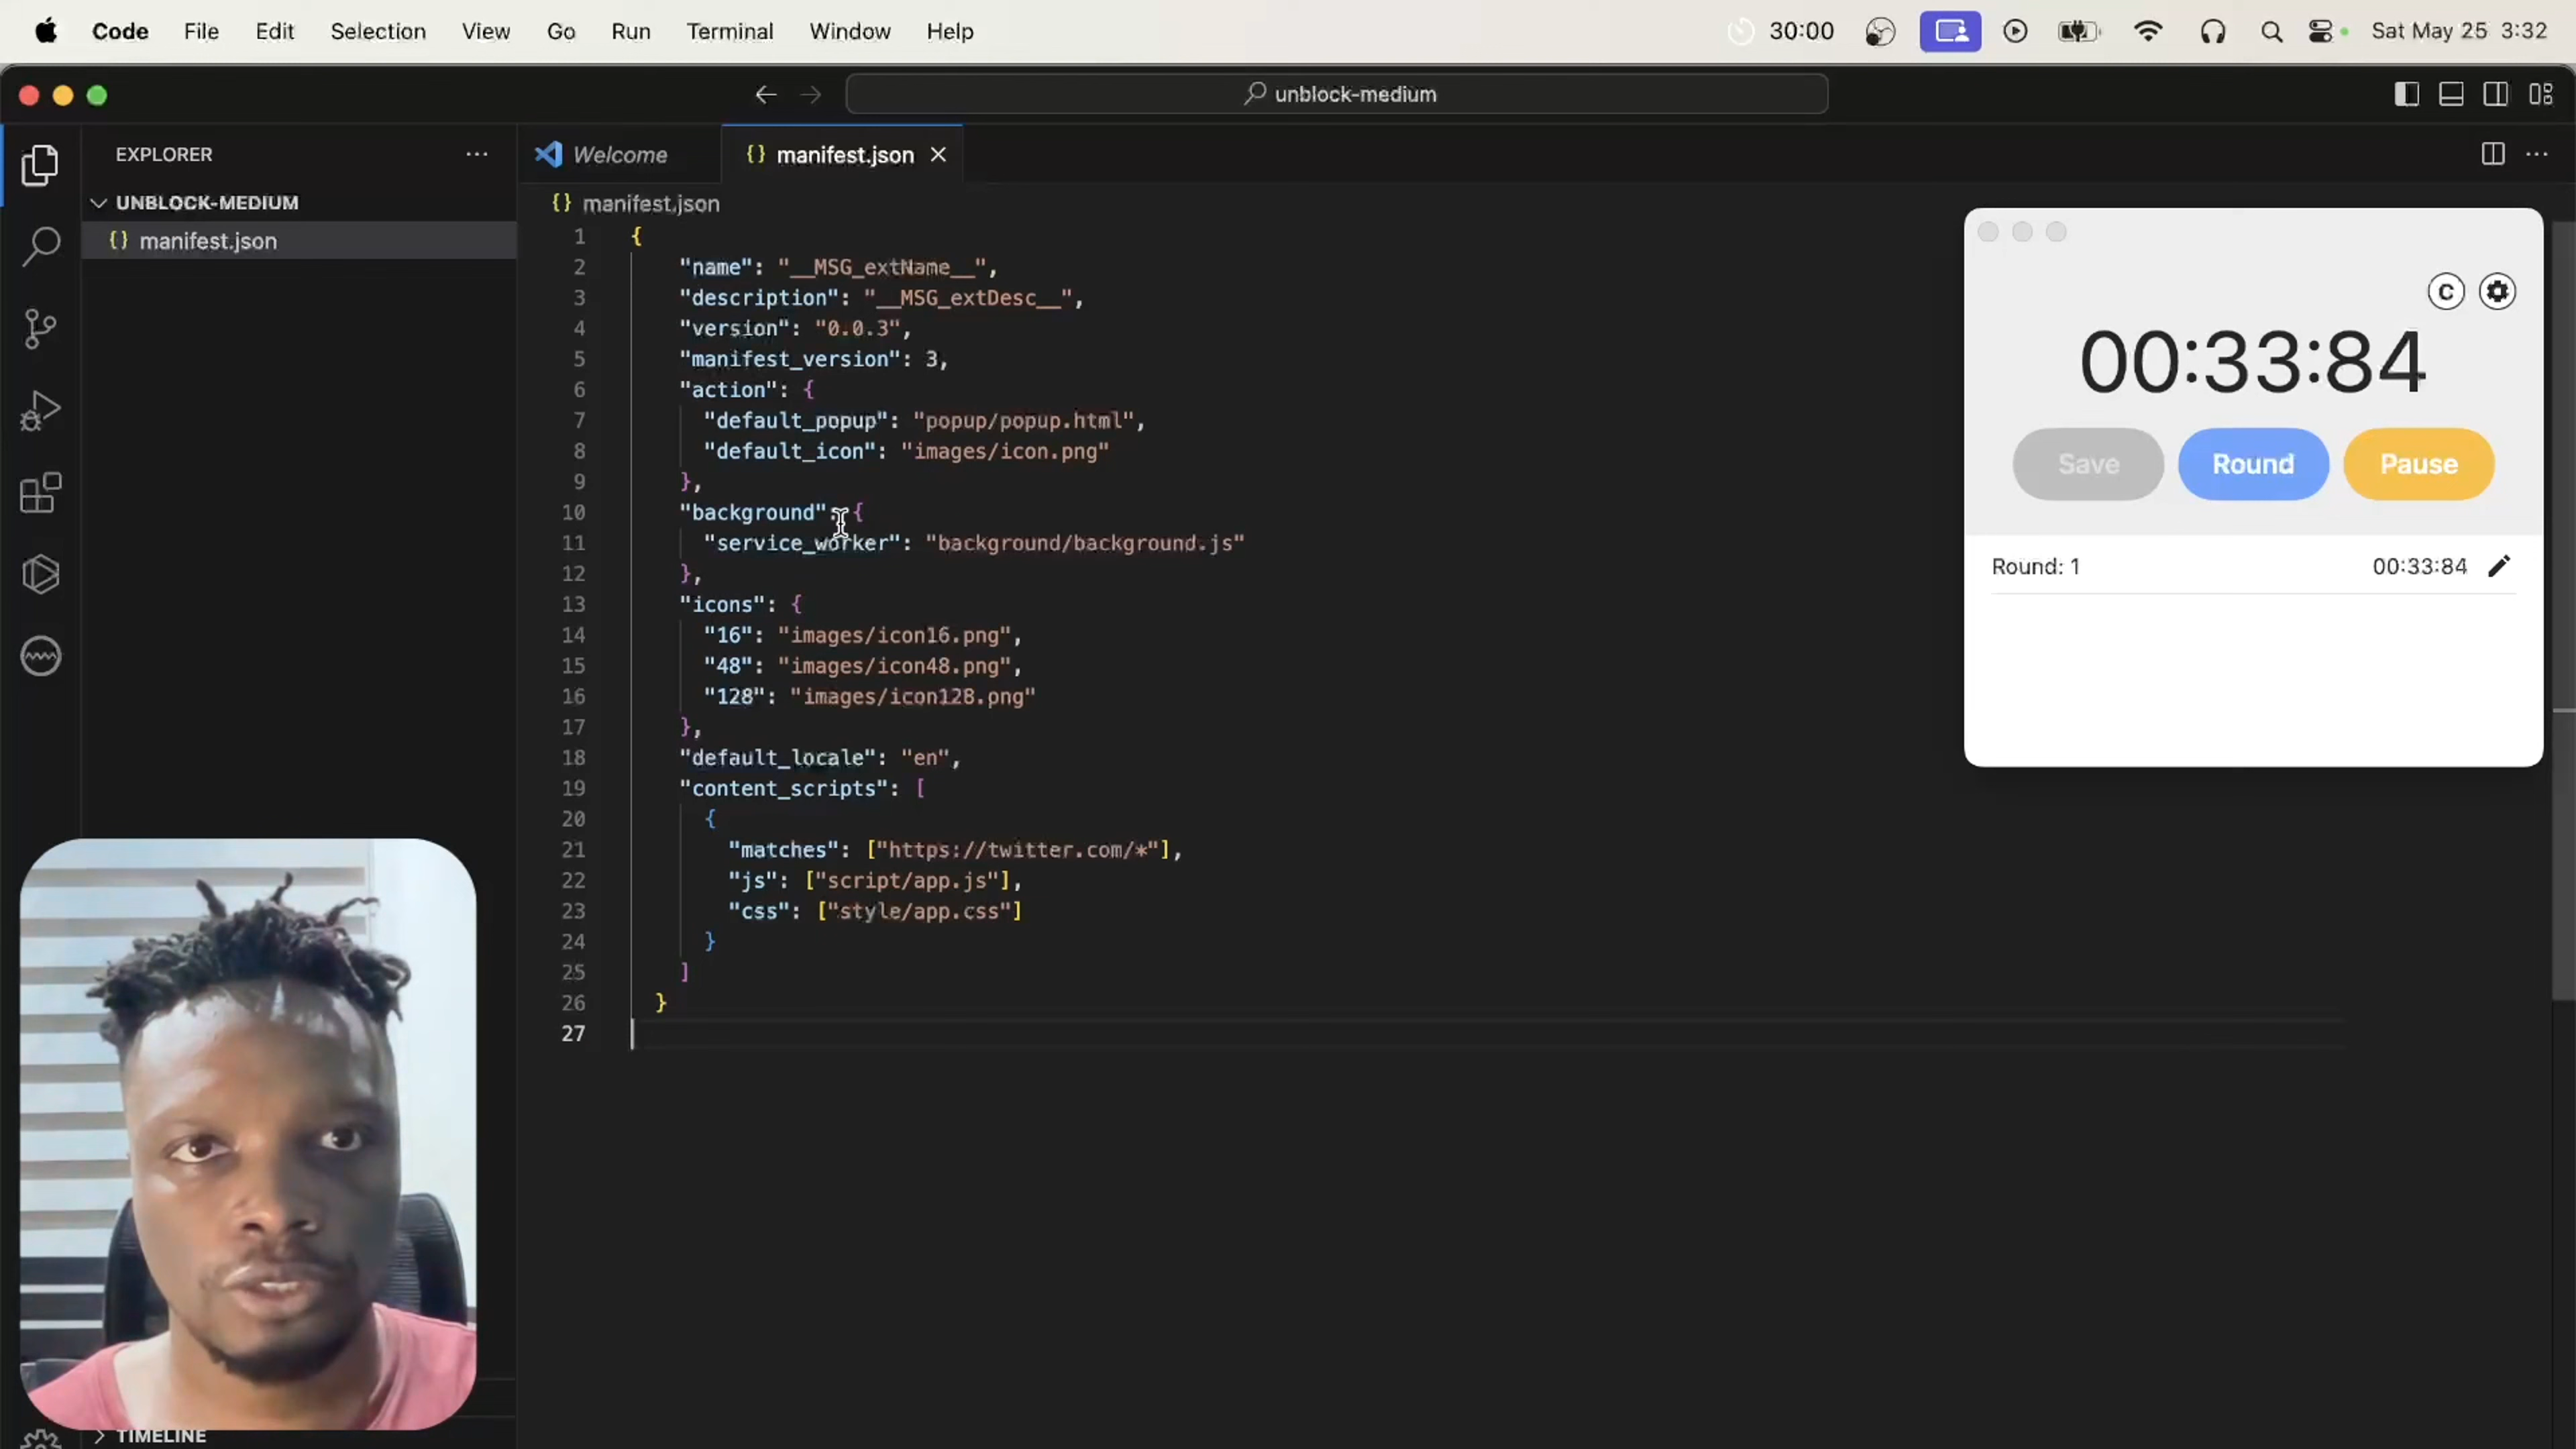 Code File Edit Selection View Go Run Terminal Window Help 30:00 Sat May 25 3:32
unblock-medium
EXPLORER
UNBLOCK-MEDIUM
{} manifest.json
Welcome {} manifest.json
{} manifest.json
1 {
2 "name": "__MSG_extName__",
3 "description": "__MSG_extDesc__",
4 "version": "0.0.3",
5 "manifest_version": 3,
6 "action": {
7 "default_popup": "popup/popup.html",
8 "default_icon": "images/icon.png"
9 },
10 "background": {
11 "service_worker": "background/background.js"
12 },
13 "icons": {
14 "16": "images/icon16.png",
15 "48": "images/icon48.png",
16 "128": "images/icon128.png"
17 },
18 "default_locale": "en",
19 "content_scripts": [
20 {
21 "matches": ["https://twitter.com/*"],
22 "js": ["script/app.js"],
23 "css": ["style/app.css"]
24 }
25 ]
26 }
27
TIMELINE
C
00:33:84
Save Round Pause
Round: 1 00:33:84